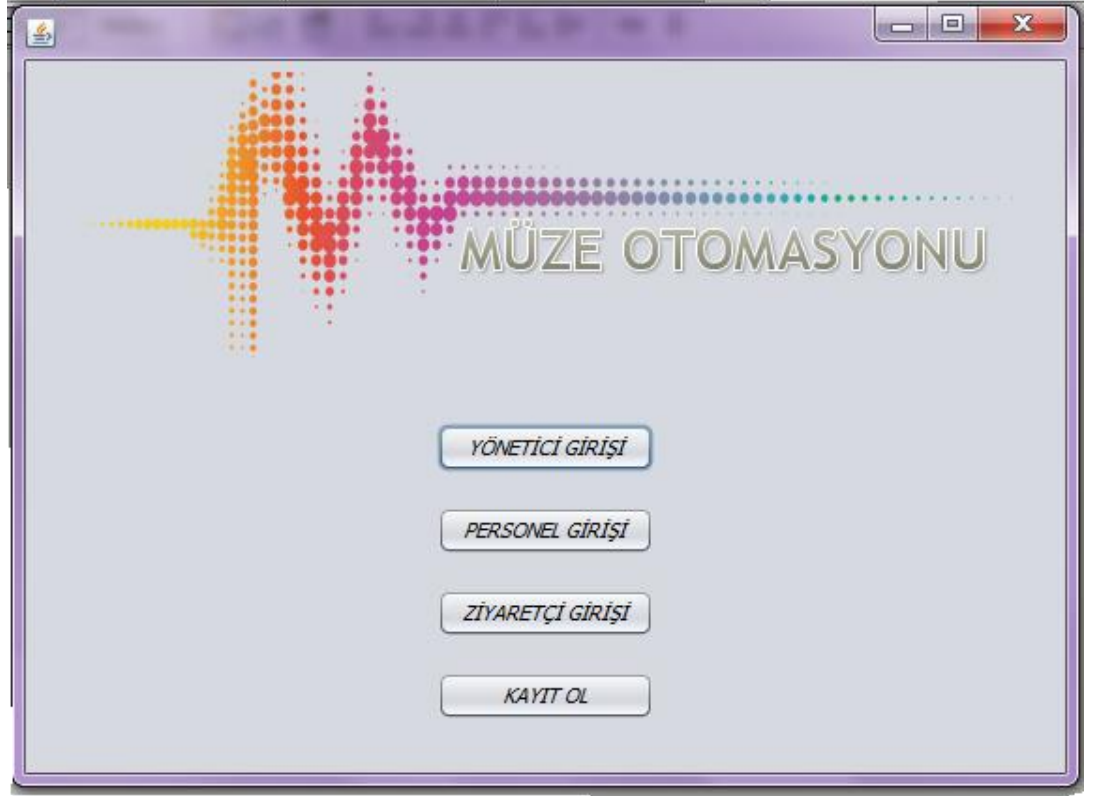 MÜZE OTOMASYONU
YÖNETİCİ GİRİŞİ
PERSONEL GİRİŞİ
ZİYARETÇİ GİRİŞİ
KAYIT OL